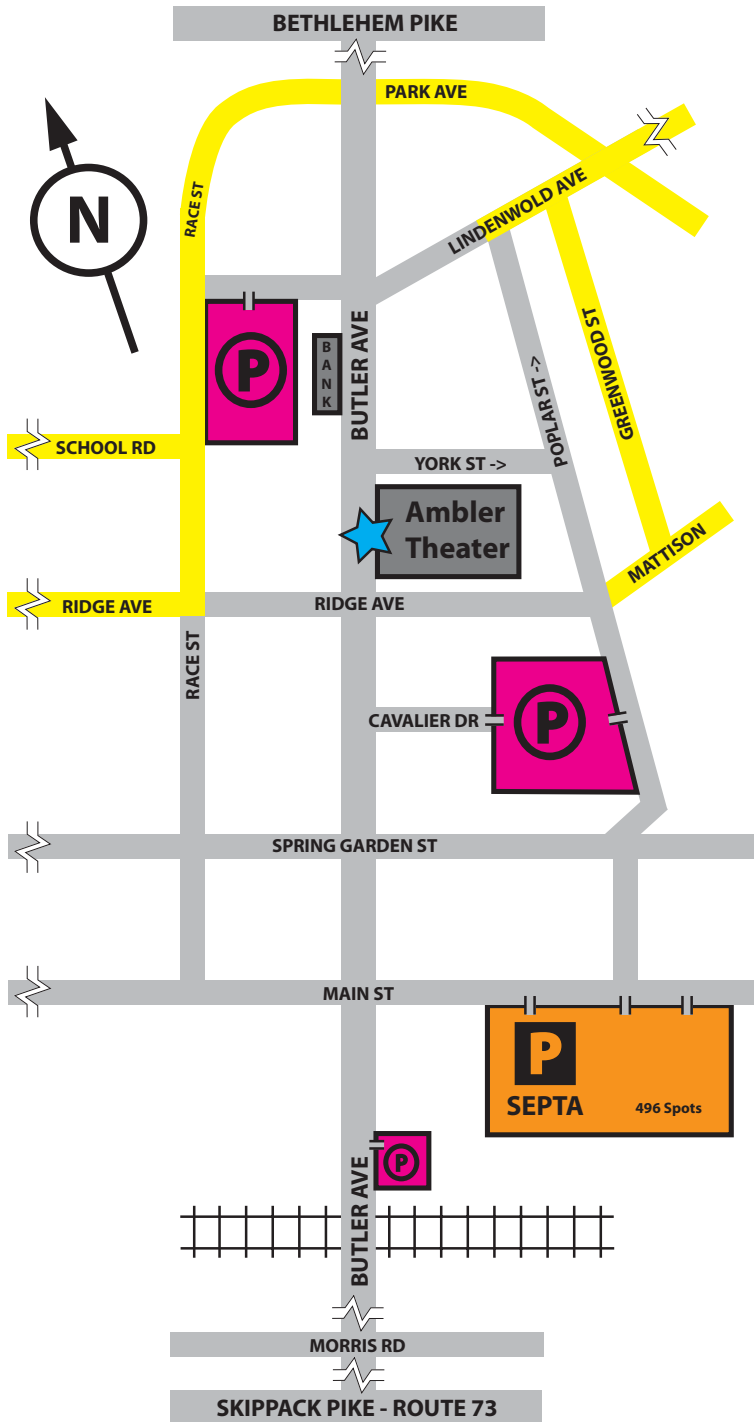 BETHLEHEM PIKE
PARK AVE
N
RACE ST
LINDENWOLD AVE
P
BANK
BUTLER AVE
GREENWOOD ST
POPLAR ST ->
SCHOOL RD
YORK ST ->
Ambler
Theater
MATTISON
RIDGE AVE
RIDGE AVE
RACE ST
CAVALIER DR
P
SPRING GARDEN ST
MAIN ST
P
SEPTA
496 Spots
P
BUTLER AVE
MORRIS RD
SKIPPACK PIKE - ROUTE 73